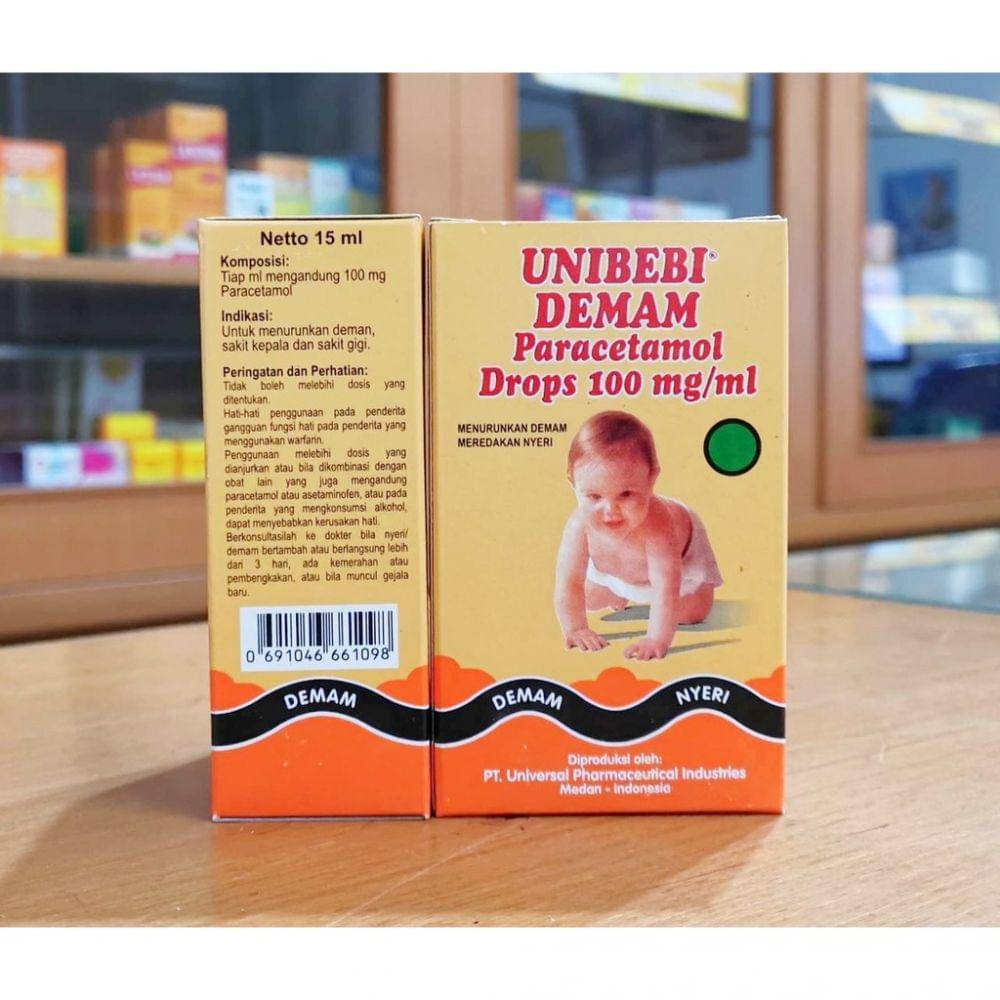 Netto 15 ml
Komposisi:
Tiap ml mengandung 100 mg
Paracetamol
Indikasi:
Untuk menurunkan deman,
sakit kepala dan sakit gigi.
Peringatan dan Perhatian:
Tidak boleh melebihi dosis yang
ditentukan.
Hati-hati penggunaan pada penderita
gangguan fungsi hati pada penderita yang
menggunakan warfarin.
Penggunaan melebihi dosis yang
dianjurkan atau bila dikombinasi dengan
obat lain yang juga mengandung
paracetamol atau asetaminofen, atau pada
penderita yang mengkonsumsi alkohol,
dapat menyebabkan kerusakan hati.
Berkonsultasilah ke dokter bila nyeri/
demam bertambah atau berlangsung lebih
dari 3 hari, ada kemerahan atau
pembengkakan, atau bila muncul gejala
baru.
0 691046 661098
DEMAM
UNIBEBI®
DEMAM
Paracetamol
Drops 100 mg/ml
MENURUNKAN DEMAM
MEREDAKAN NYERI
DEMAM NYERI
Diproduksi oleh:
PT. Universal Pharmaceutical Industries
Medan - Indonesia